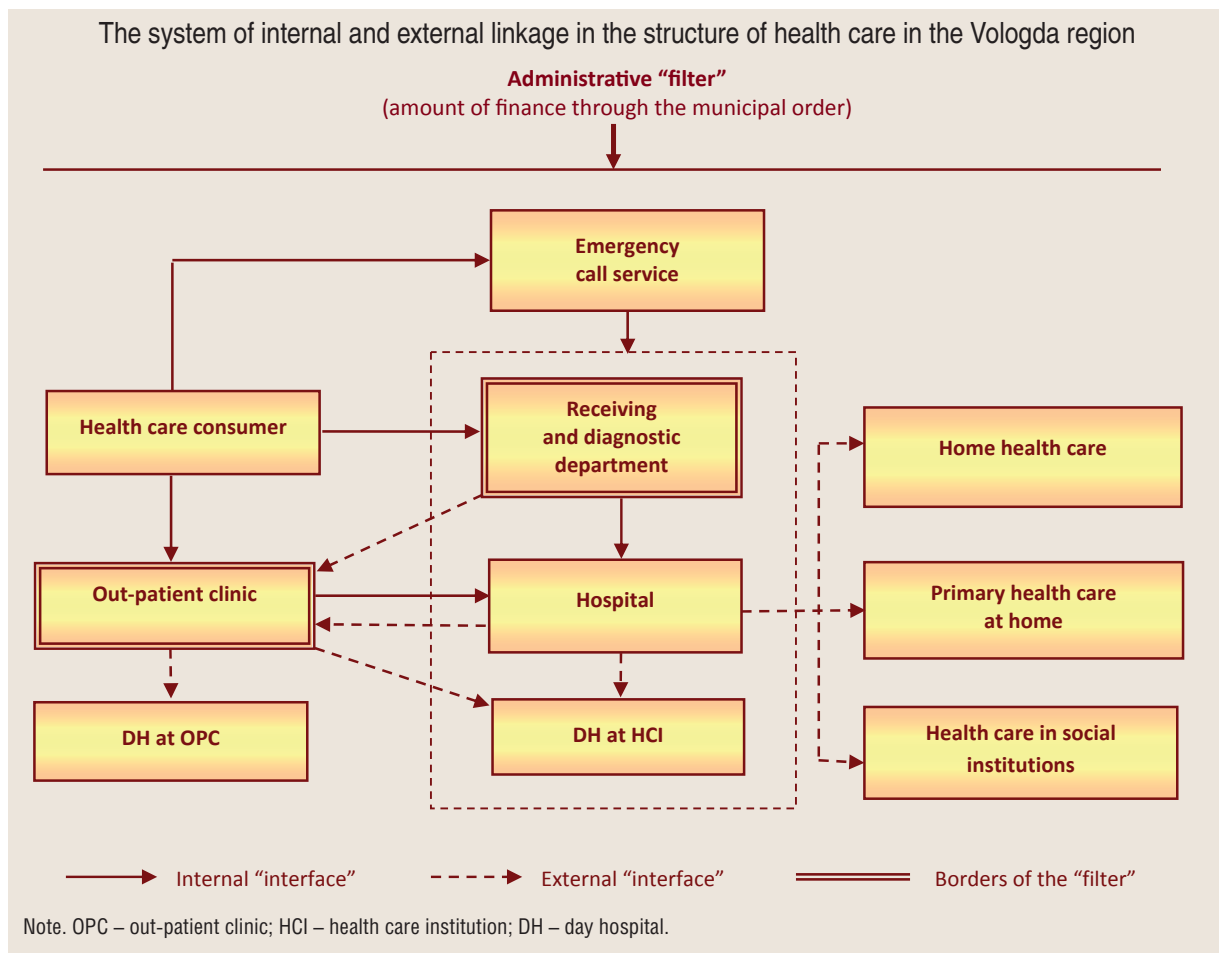 The system of internal and external linkage in the structure of health care in the Vologda region
Administrative “filter”
(amount of finance through the municipal order)
Emergency
call service
Health care consumer
Receiving
and diagnostic
department
Home health care
Out-patient clinic
Hospital
Primary health care
at home
DH at OPC
DH at HCI
Health care in social
institutions
Internal “interface”
External “interface”
Borders of the “filter”
Note. OPC – out-patient clinic; HCI – health care institution; DH – day hospital.